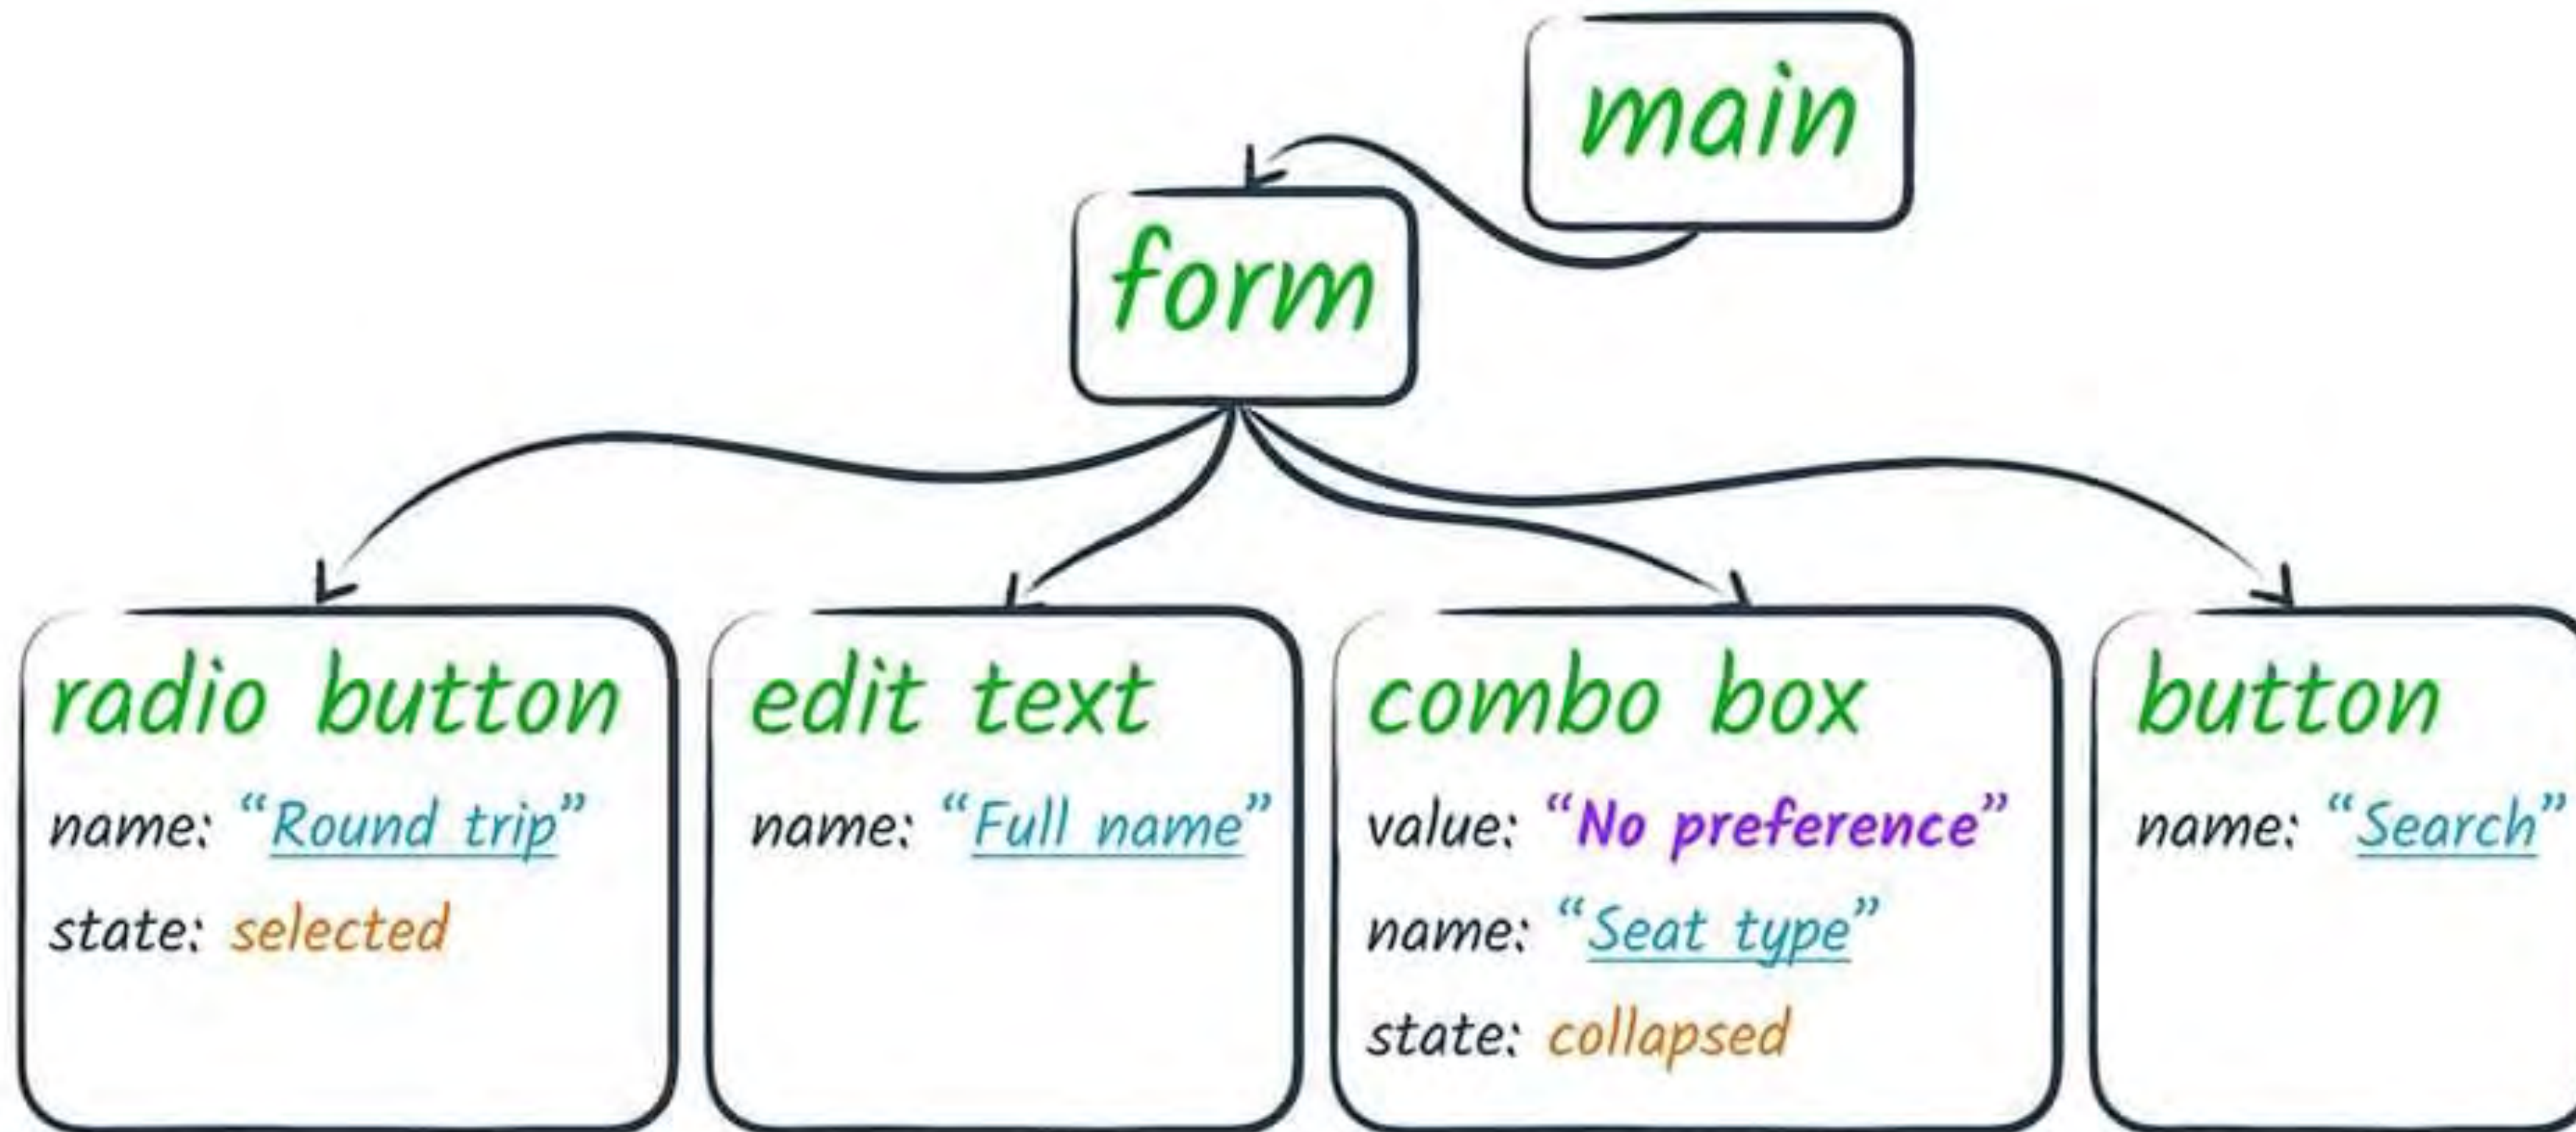 main
form
radio button
name: “Round trip”
state: selected
edit text
name: “Full name”
combo box
value: “No preference”
name: “Seat type”
state: collapsed
button
name: “Search”